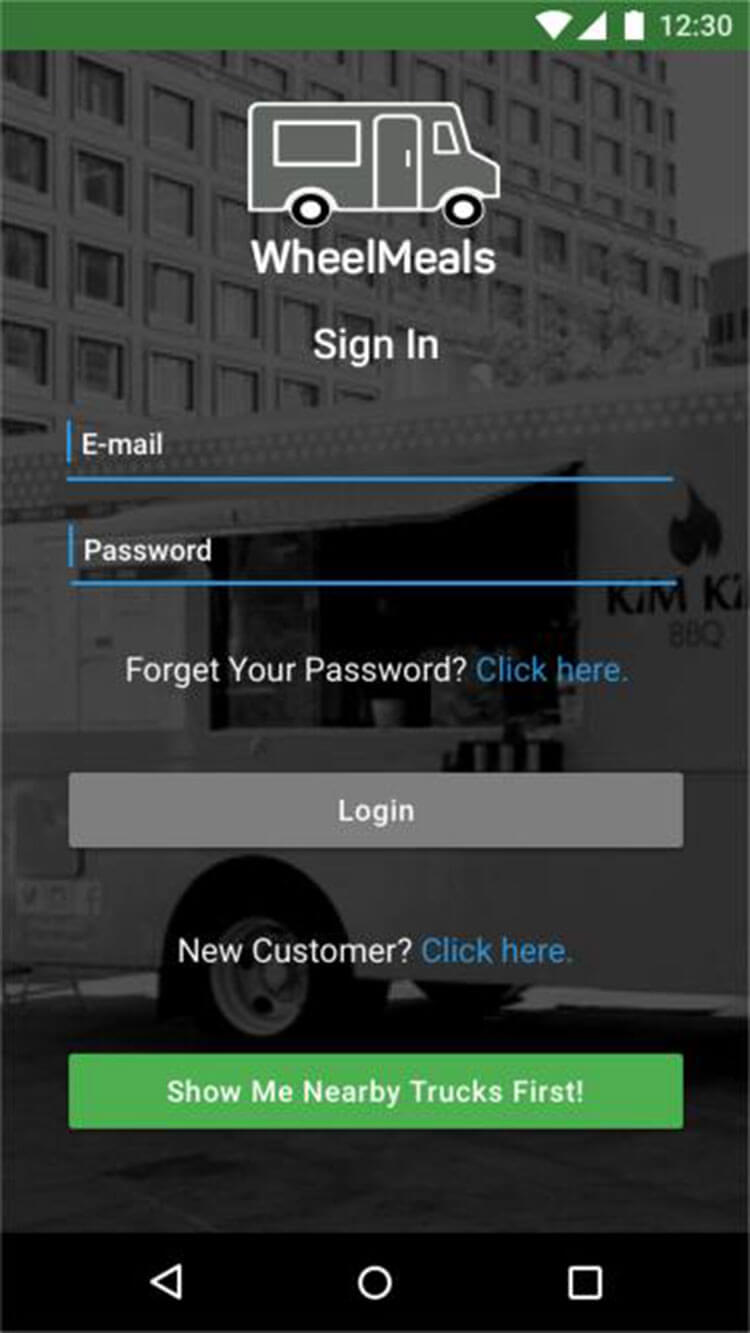 12:30
WheelMeals
Sign In
E-mail
Password
KiM Ki
BBQ
Forget Your Password? Click here.
Login
New Customer? Click here.
Show Me Nearby Trucks First!